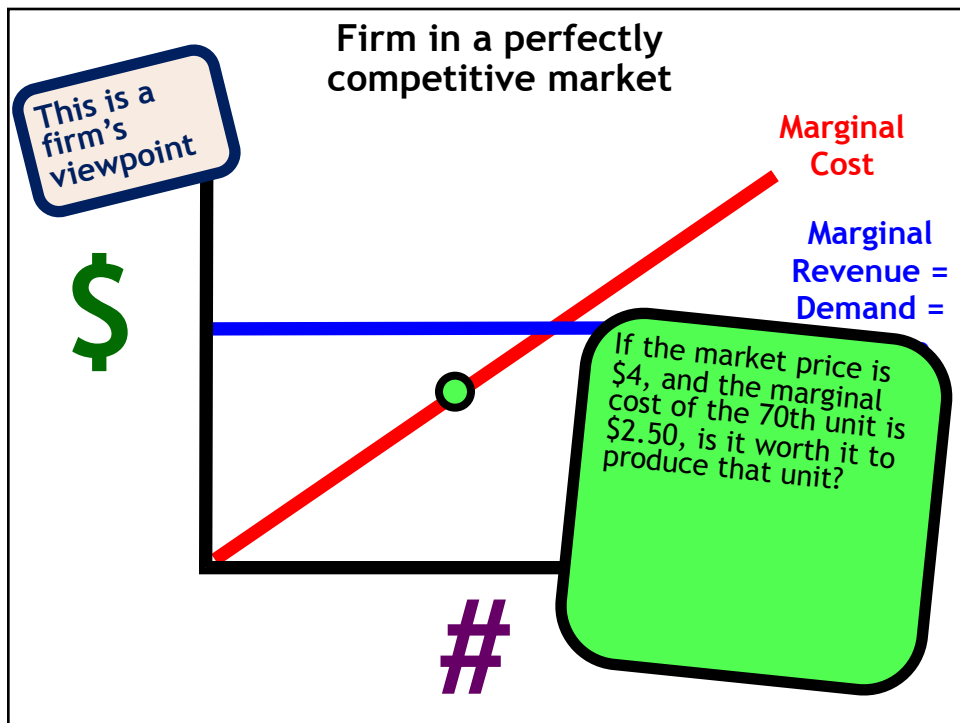 Firm in a perfectly
competitive market
This is a
firm's
viewpoint
Marginal
Cost
Marginal
Revenue =
Demand =
$
If the market price is
$4, and the marginal
cost of the 70th unit is
$2.50, is it worth it to
produce that unit?
#